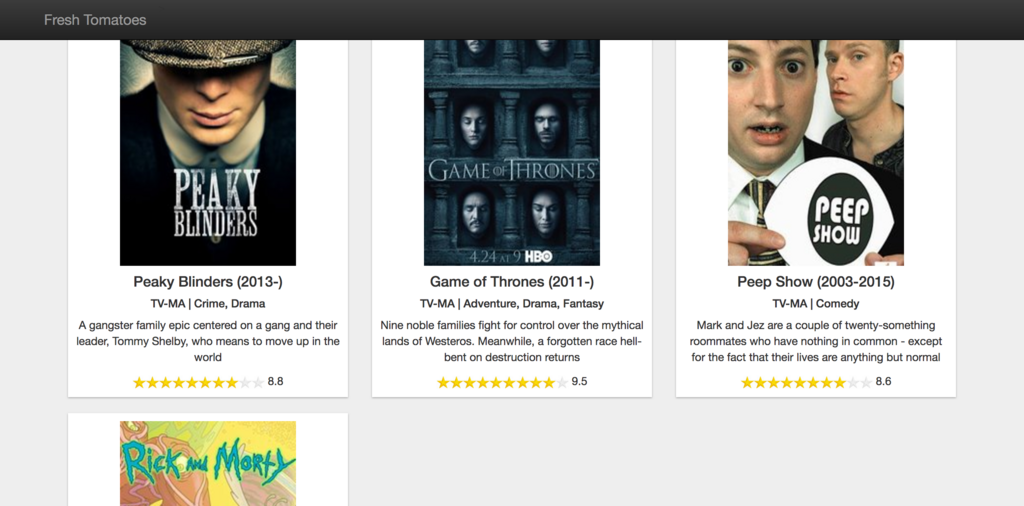 Fresh Tomatoes
PEAKY
BLINDERS
GAME OF THRONES
4.24 AT 9 HBO
PEEP
SHOW
Peaky Blinders (2013-)
TV-MA | Crime, Drama
A gangster family epic centered on a gang and their
leader, Tommy Shelby, who means to move up in the
world
8.8
Game of Thrones (2011-)
TV-MA | Adventure, Drama, Fantasy
Nine noble families fight for control over the mythical
lands of Westeros. Meanwhile, a forgotten race hell-
bent on destruction returns
9.5
Peep Show (2003-2015)
TV-MA | Comedy
Mark and Jez are a couple of twenty-something
roommates who have nothing in common - except
for the fact that their lives are anything but normal
8.6
Rick and Morty